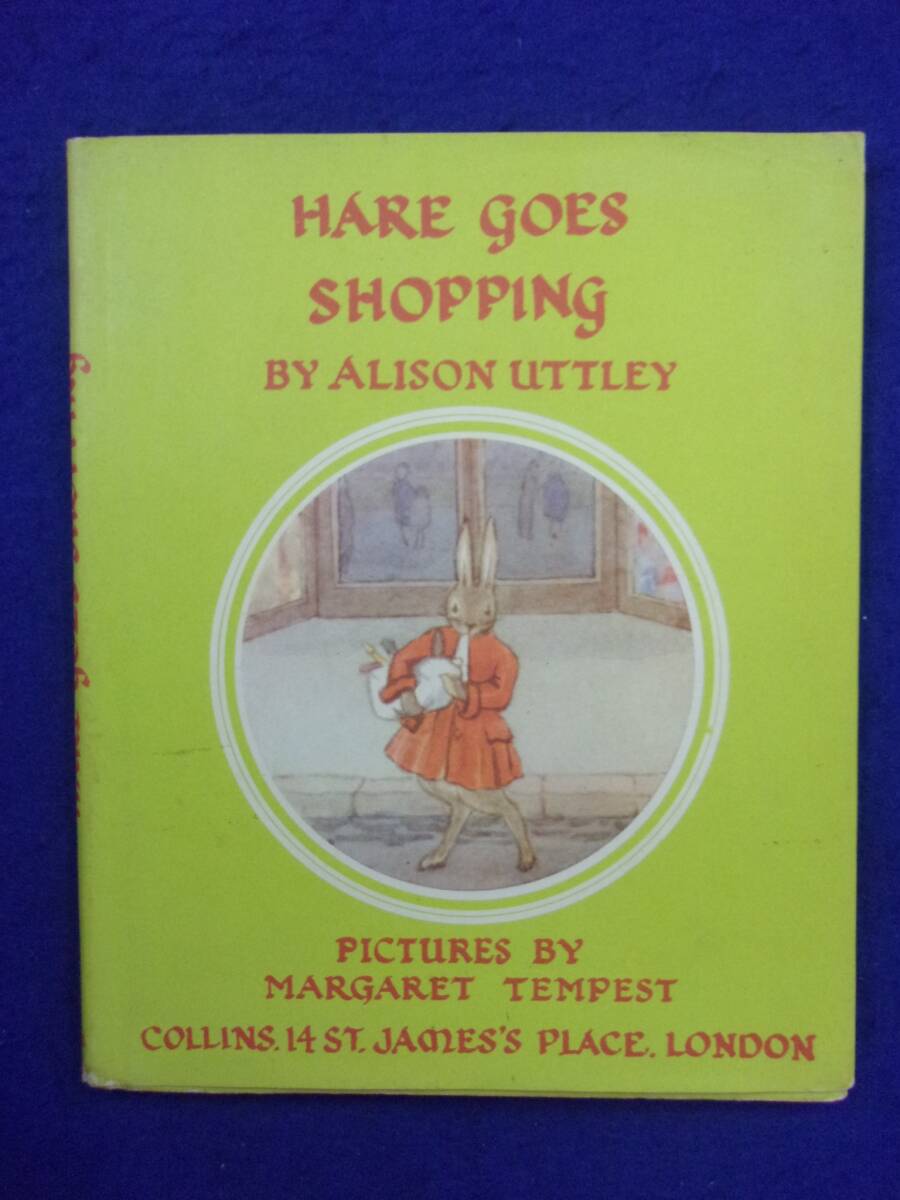 HARE GOES
SHOPPING
BY ALISON UTTLEY
PICTURES BY
MARGARET TEMPEST
COLLINS. 14 ST. JAMES'S PLACE. LONDON